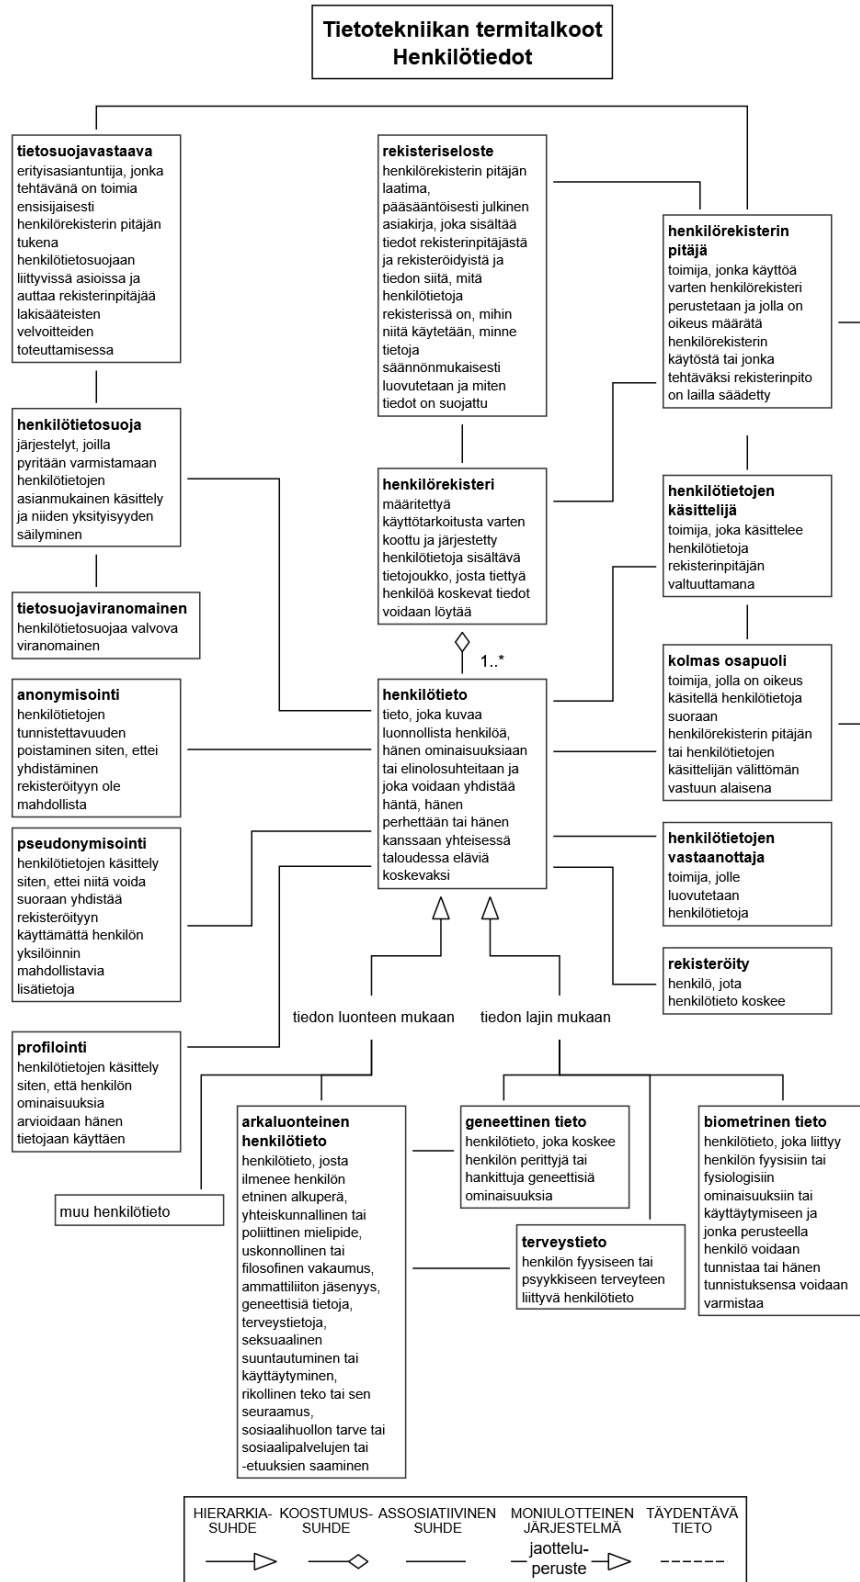 Tietotekniikan termitalkoot
Henkilötiedot
tietosuojavastaava
erityisasiantuntija, jonka
tehtävänä on toimia
ensisijaisesti
henkilörekisterin pitäjän
tukena
henkilötietosuojaan
liittyvissä asioissa ja
auttaa rekisterinpitäjää
lakisääteisten
velvoitteiden
toteuttamisessa
rekisteriseloste
henkilörekisterin pitäjän
laatima,
pääsääntöisesti julkinen
asiakirja, joka sisältää
tiedot rekisterinpitäjästä
ja rekisteröidyistä ja
tiedon siitä, mitä
henkilötietoja
rekisterissä on, mihin
niitä käytetään, minne
tietoja
säännönmukaisesti
luovutetaan ja miten
tiedot on suojattu
henkilörekisterin
pitäjä
toimija, jonka käyttöä
varten henkilörekisteri
perustetaan ja jolla on
oikeus määrätä
henkilörekisterin
käytöstä tai jonka
tehtäväksi rekisterinpito
on lailla säädetty
henkilötietosuoja
järjestelyt, joilla
pyritään varmistamaan
henkilötietojen
asianmukainen käsittely
ja niiden yksityisyyden
säilyminen
henkilörekisteri
määritettyä
käyttötarkoitusta varten
koottu ja järjestetty
henkilötietoja sisältävä
tietojoukko, josta tiettyä
henkilöä koskevat tiedot
voidaan löytää
henkilötietojen
käsittelijä
toimija, joka käsittelee
henkilötietoja
rekisterinpitäjän
valtuuttamana
tietosuojaviranomainen
henkilötietosuojaa valvova
viranomainen
1..*
kolmas osapuoli
toimija, jolla on oikeus
käsitellä henkilötietoja
suoraan
henkilörekisterin pitäjän
tai henkilötietojen
käsittelijän välittömän
vastuun alaisena
anonymisointi
henkilötietojen
tunnistettavuuden
poistaminen siten, ettei
yhdistäminen
rekisteröityyn ole
mahdollista
henkilötieto
tieto, joka kuvaa
luonnollista henkilöä,
hänen ominaisuuksiaan
tai elinolosuhteitaan ja
joka voidaan yhdistää
häntä, hänen
perhettään tai hänen
kanssaan yhteisessä
taloudessa eläviä
koskevaksi
pseudonymisointi
henkilötietojen käsittely
siten, ettei niitä voida
suoraan yhdistää
rekisteröityyn
käyttämättä henkilön
yksilöinnin
mahdollistavia
lisätietoja
henkilötietojen
vastaanottaja
toimija, jolle
luovutetaan
henkilötietoja
rekisteröity
henkilö, jota
henkilötieto koskee
tiedon luonteen mukaan
tiedon lajin mukaan
profilointi
henkilötietojen käsittely
siten, että henkilön
ominaisuuksia
arvioidaan hänen
tietojaan käyttäen
muu henkilötieto
arkaluonteinen
henkilötieto
henkilötieto, josta
ilmenee henkilön
etninen alkuperä,
yhteiskunnallinen tai
poliittinen mielipide,
uskonnollinen tai
filosofinen vakaumus,
ammattiliiton jäsenyys,
geneettisiä tietoja,
terveystietoja,
seksuaalinen
suuntautuminen tai
käyttäytyminen,
rikollinen teko tai sen
seuraamus,
sosiaalihuollon tarve tai
sosiaalipalvelujen tai
-etuuksien saaminen
geneettinen tieto
henkilötieto, joka koskee
henkilön perittyjä tai
hankittuja geneettisiä
ominaisuuksia
terveystieto
henkilön fyysiseen tai
psyykkiseen terveyteen
liittyvä henkilötieto
biometrinen tieto
henkilötieto, joka liittyy
henkilön fyysisiin tai
fysiologisiin
ominaisuuksiin tai
käyttäytymiseen ja
jonka perusteella
henkilö voidaan
tunnistaa tai hänen
tunnistuksensa voidaan
varmistaa
HIERARKIA-
SUHDE
KOOSTUMUS-
SUHDE
ASSOSIATIIVINEN
SUHDE
MONIULOTTEINEN
JÄRJESTELMÄ
jaottelu-
peruste
TÄYDENTÄVÄ
TIETO